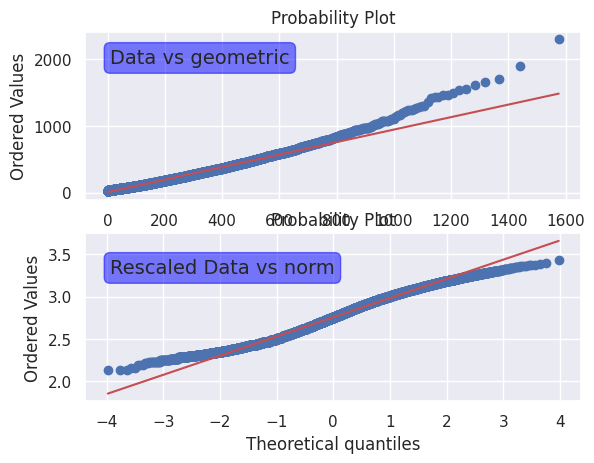 Probability Plot
Data vs geometric
Ordered Values
2000
1000
0
0 200 400 600 800 1000 1200 1400 1600
Probability Plot
Rescaled Data vs norm
Ordered Values
3.5
3.0
2.5
2.0
−4 −3 −2 −1 0 1 2 3 4
Theoretical quantiles